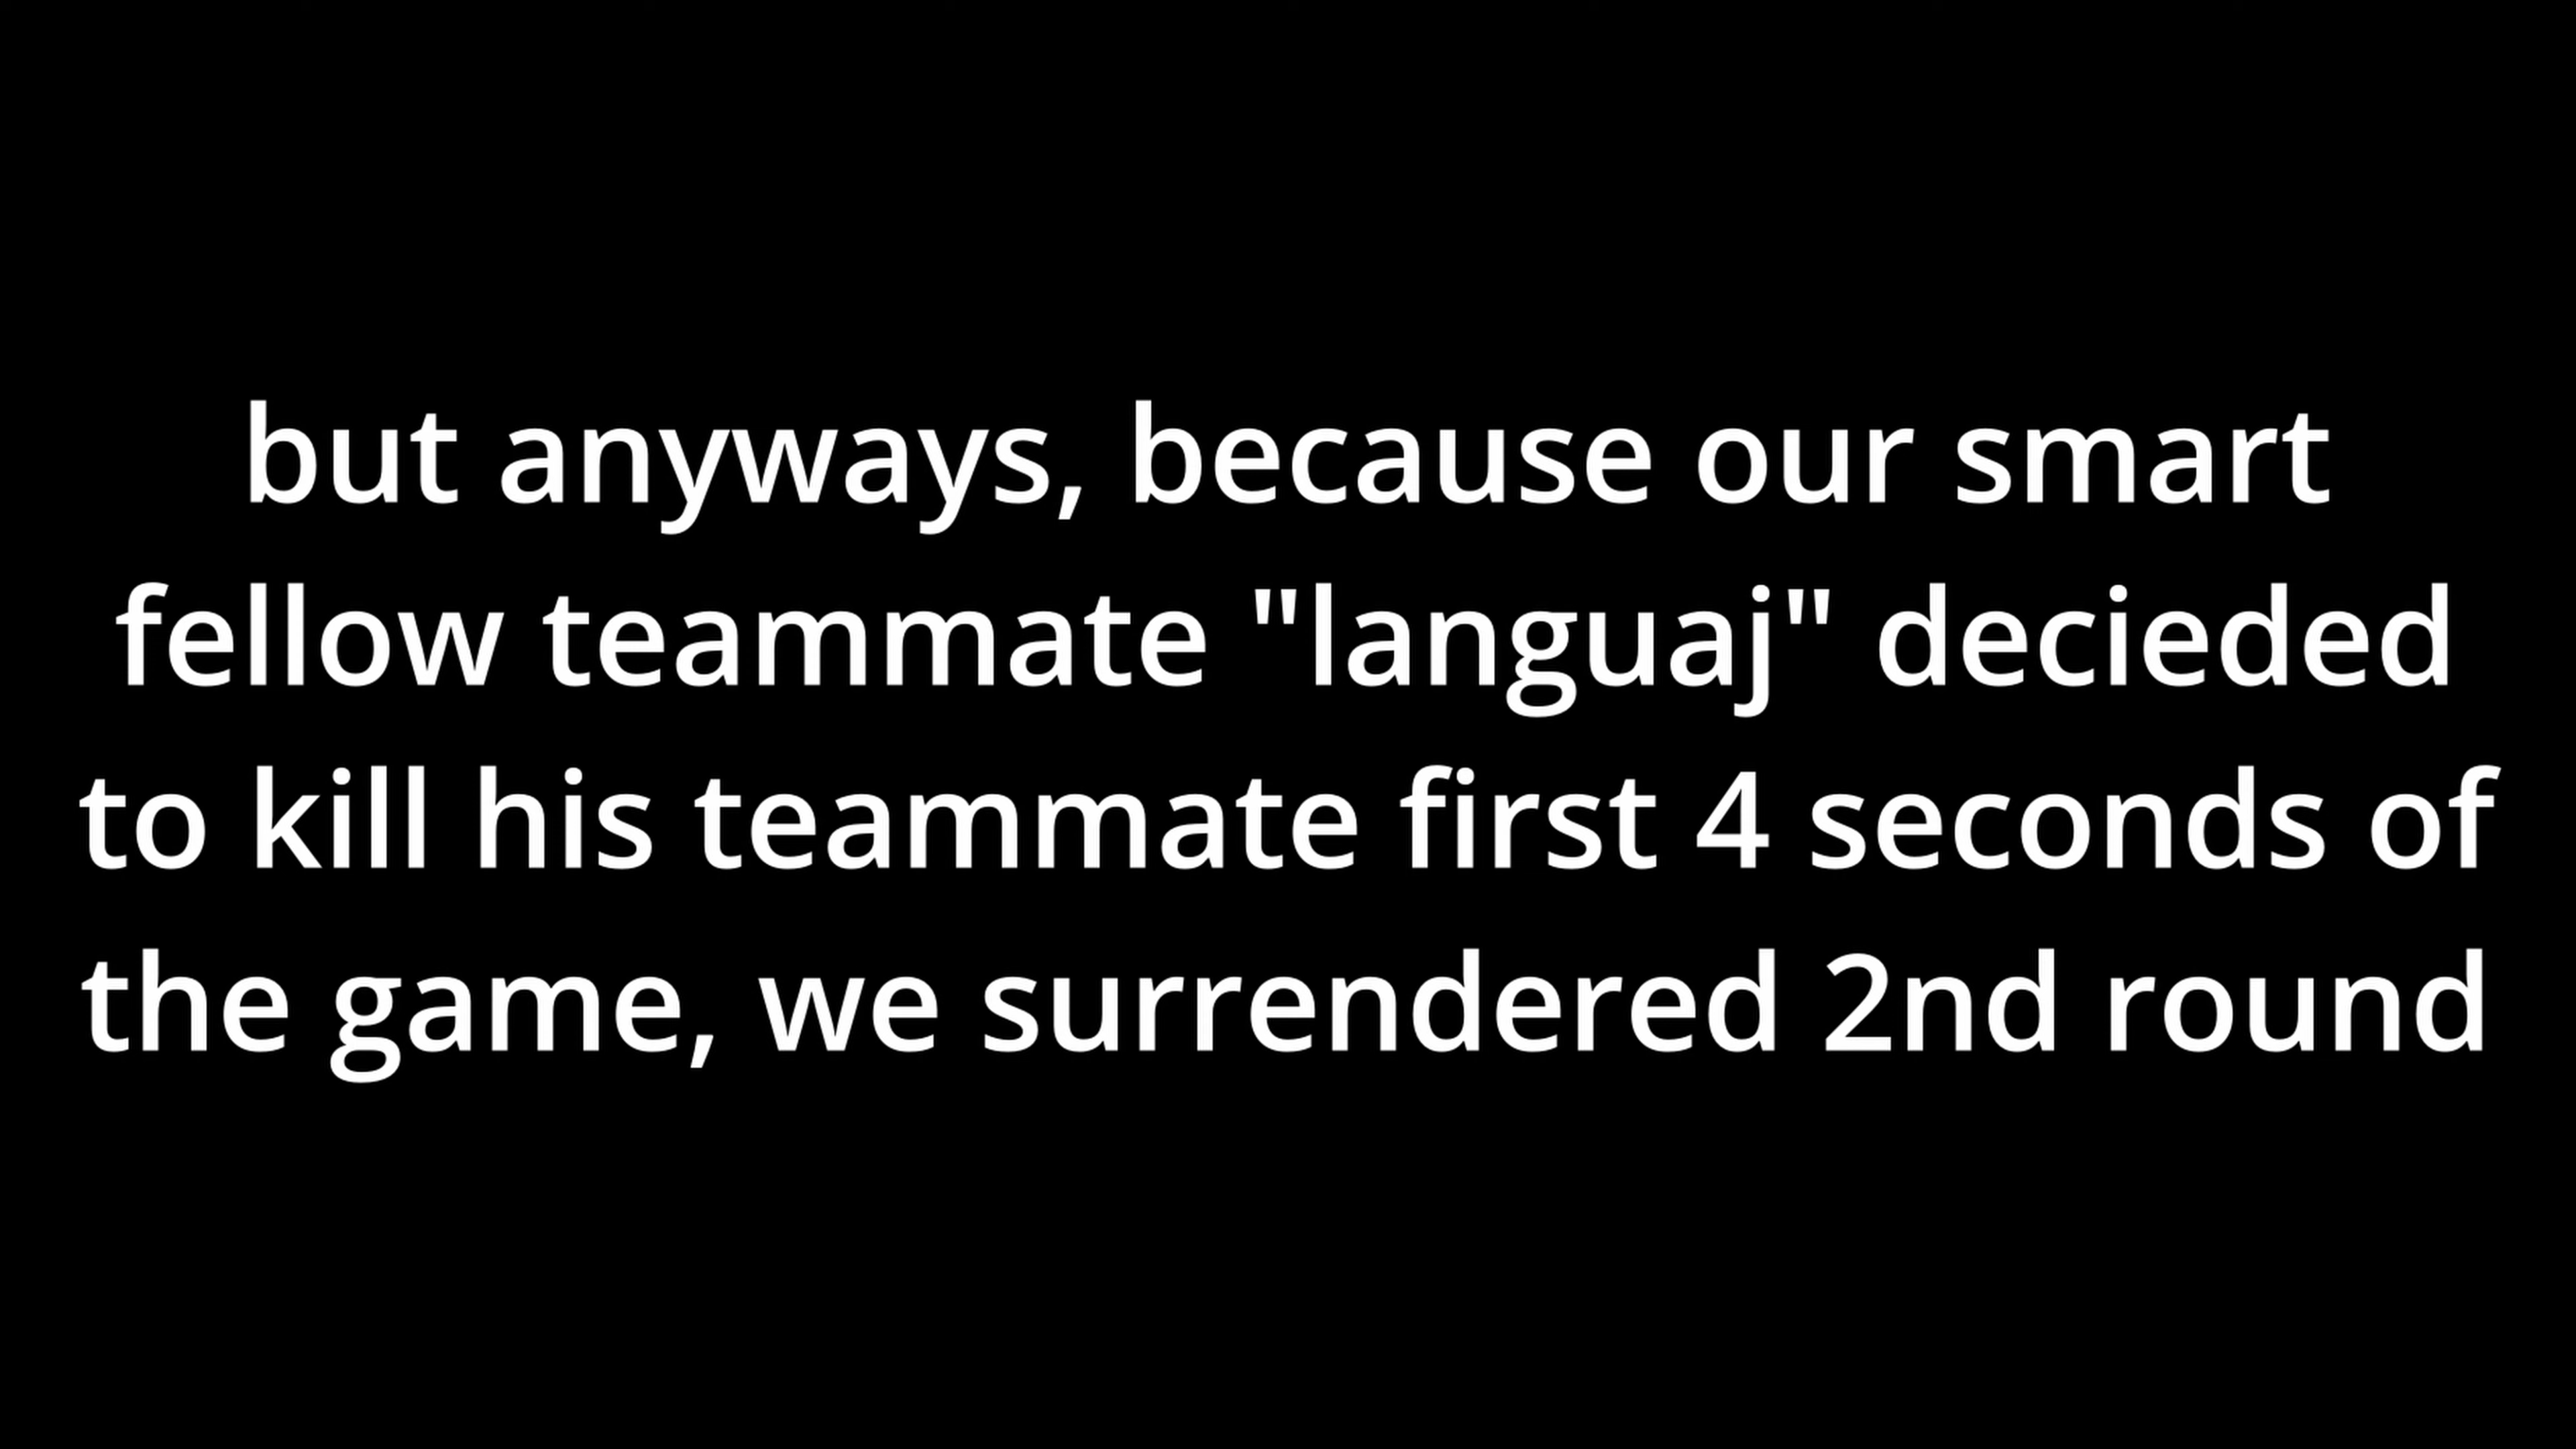 but anyways, because our smart
fellow teammate "languaj" decieded
to kill his teammate first 4 seconds of
the game, we surrendered 2nd round